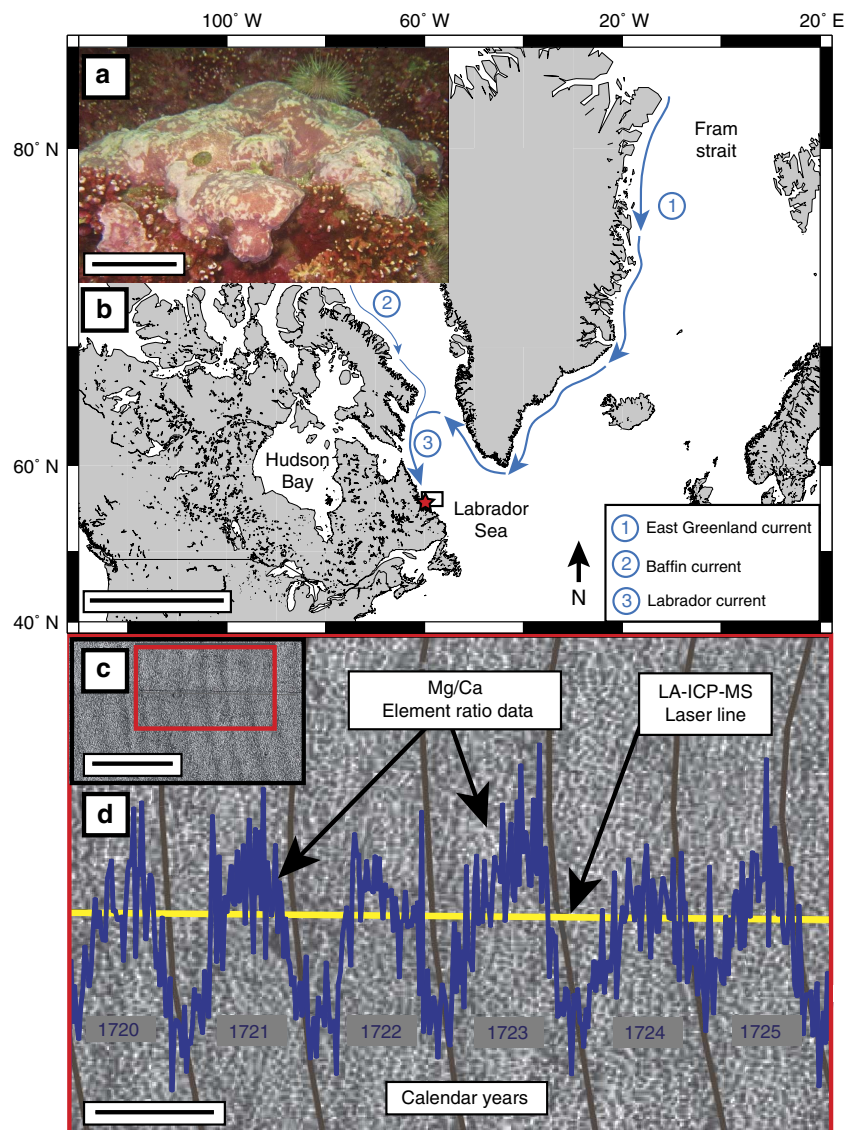 100° W 60° W 20° W 20° E
a
80° N
Fram
strait
1
b
2
3
Hudson
Bay
60° N
Labrador
Sea
N
1 East Greenland current
2 Baffin current
3 Labrador current
40° N
c
Mg/Ca
Element ratio data
LA-ICP-MS
Laser line
d
1720 1721 1722 1723 1724 1725
Calendar years